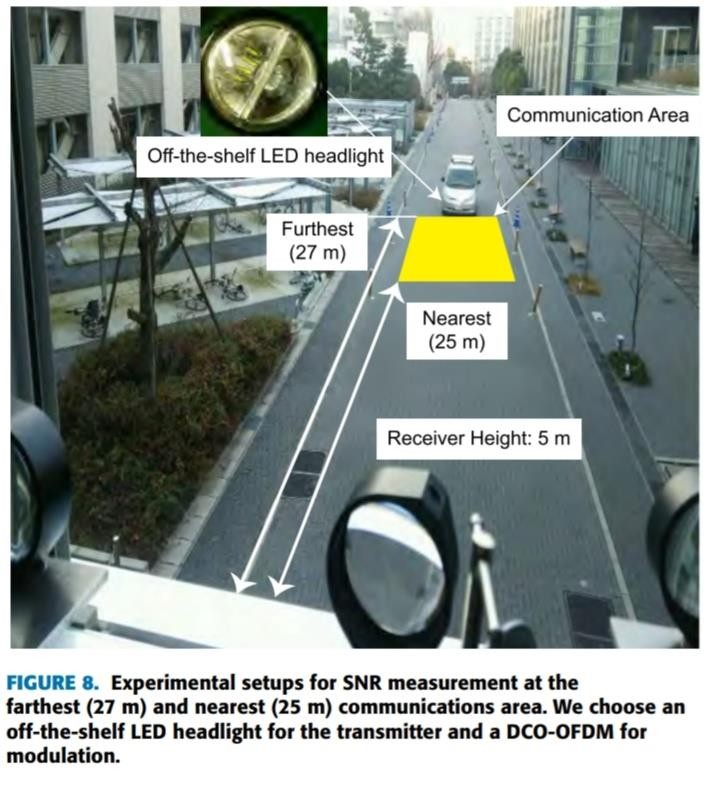 Communication Area
Off-the-shelf LED headlight
Furthest
(27 m)
Nearest
(25 m)
Receiver Height: 5 m
FIGURE 8. Experimental setups for SNR measurement at the
farthest (27 m) and nearest (25 m) communications area. We choose an
off-the-shelf LED headlight for the transmitter and a DCO-OFDM for
modulation.